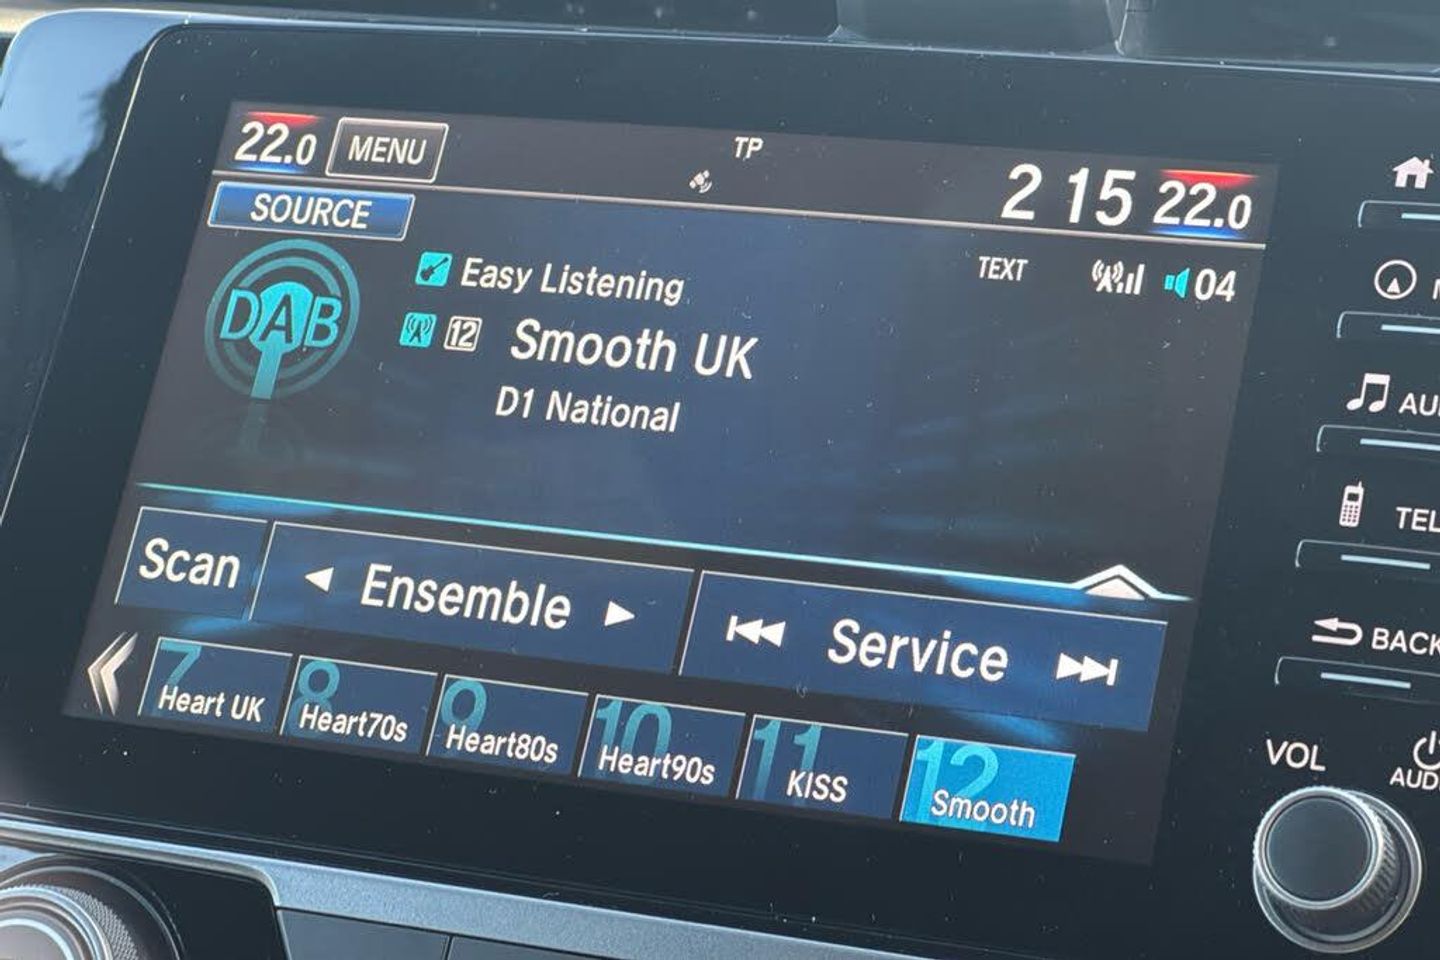 22.0 MENU TP 2 15 22.0
SOURCE
TEXT 04
DAB
Easy Listening
12 Smooth UK
D1 National
Scan Ensemble Service
7 Heart UK
8 Heart70s
9 Heart80s
10 Heart90s
11 KISS
12 Smooth
BACK
VOL